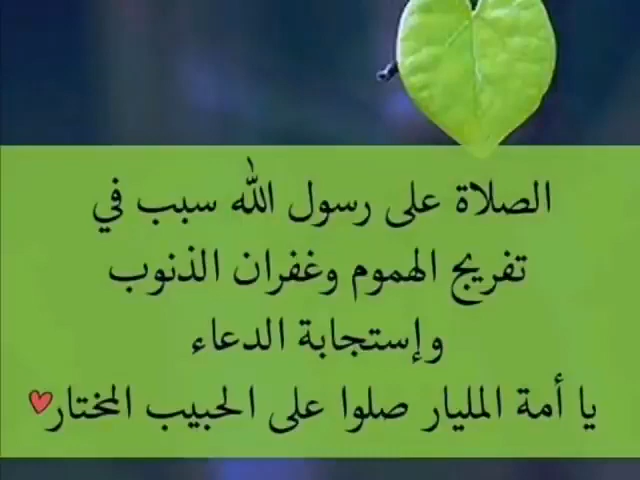 الصلاة على رسول الله سبب في
تفريج الهموم وغفران الذنوب
وإستجابة الدعاء
يا أمة المليار صلوا على الحبيب المختار